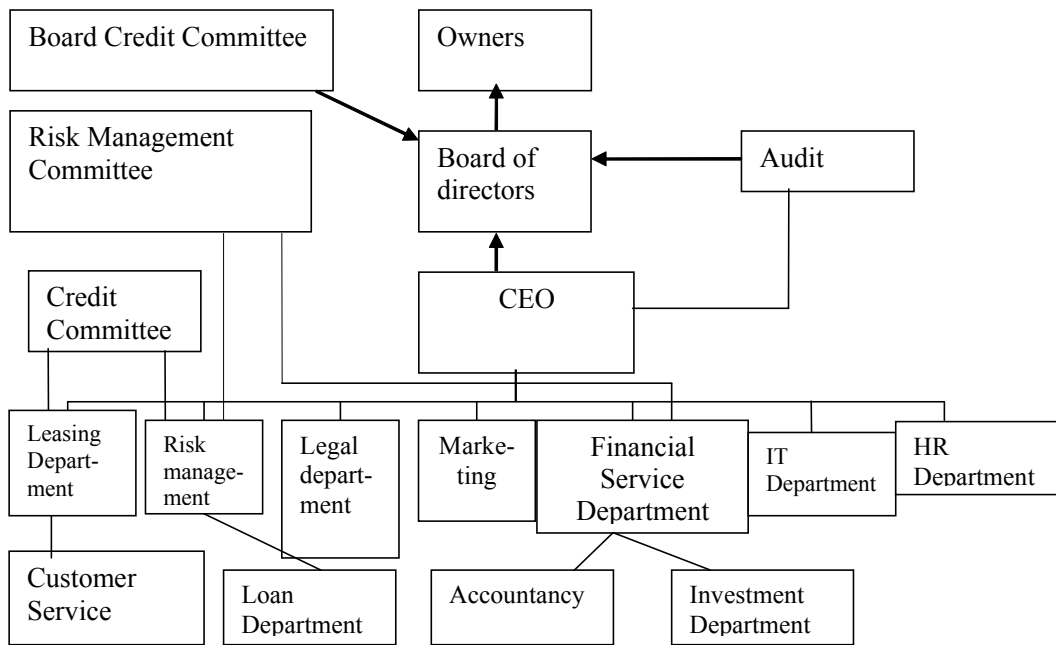 Board Credit Committee
Owners
Risk Management
Committee
Board of
directors
Audit
Credit
Committee
CEO
Leasing
Depart-
ment
Risk
manage-
ment
Legal
depart-
ment
Marke-
ting
Financial
Service
Department
IT
Department
HR
Department
Customer
Service
Loan
Department
Accountancy
Investment
Department